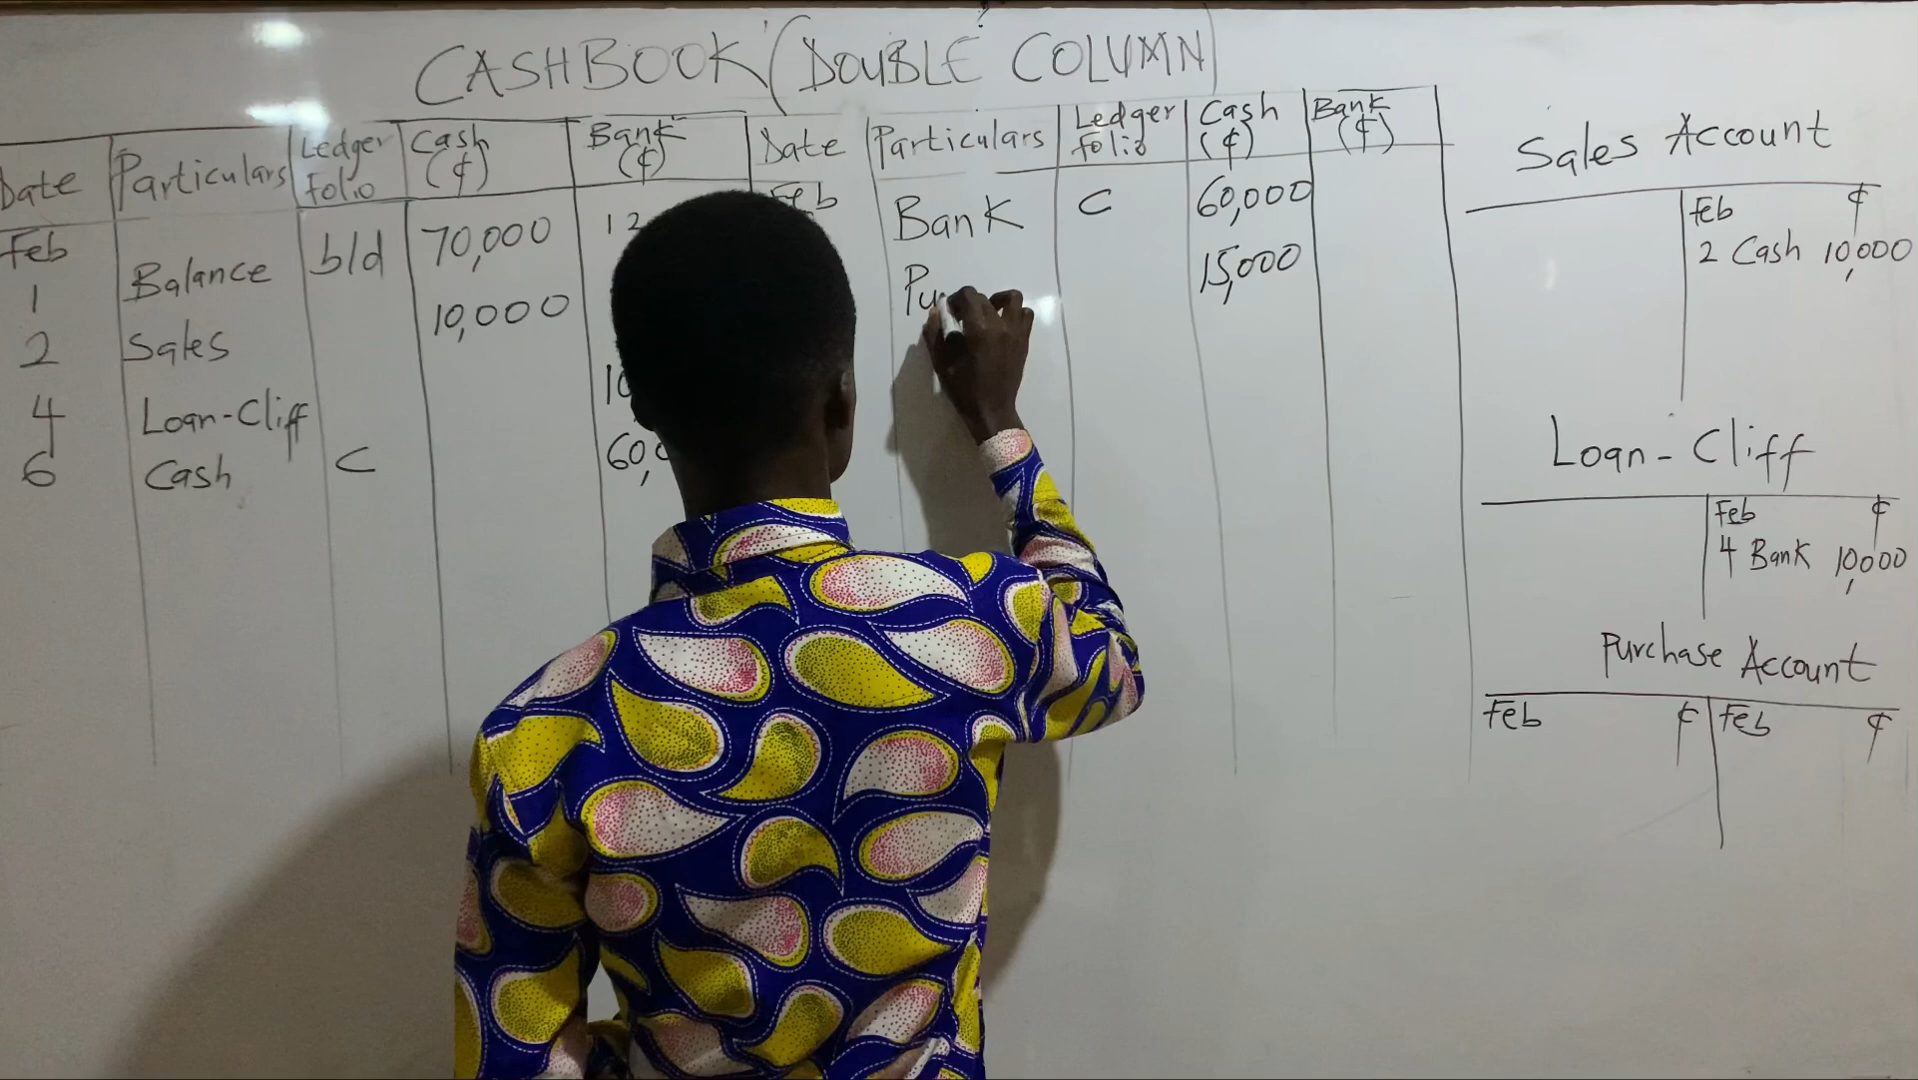 CASHBOOK (DOUBLE COLUMN)
Date Particulars Ledger folio Cash (₵) Bank (₵) Date Particulars Ledger folio Cash (₵) Bank (₵)
Feb Feb
1 Balance b/d 70,000 12 Bank C 60,000
2 Sales 10,000 Pu 15,000
4 Loan-Cliff 10
6 Cash C 60,0
Sales Account
Feb ₵
2 Cash 10,000
Loan-Cliff
Feb ₵
4 Bank 10,000
Purchase Account
Feb ₵ Feb ₵